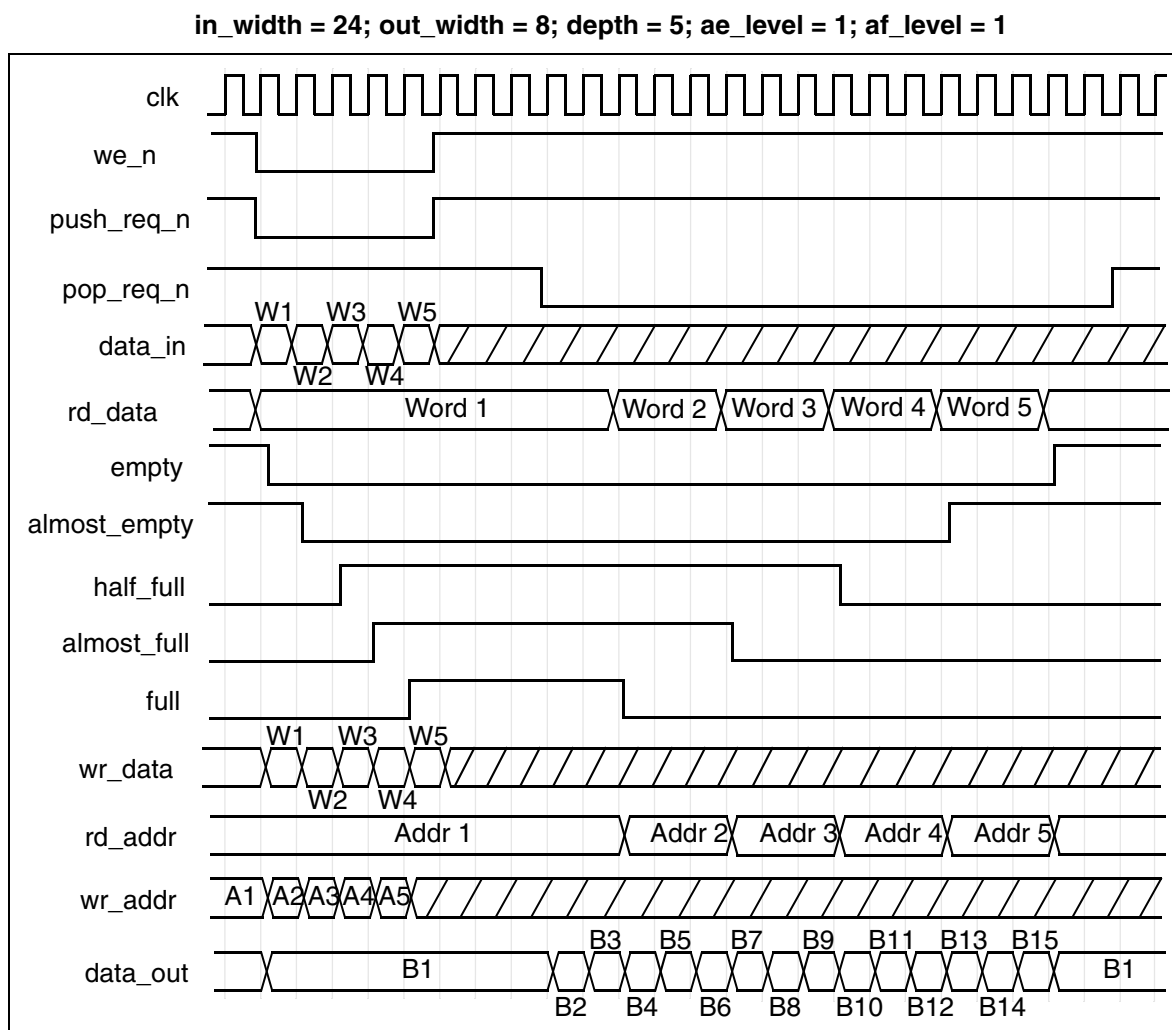 in_width = 24; out_width = 8; depth = 5; ae_level = 1; af_level = 1
clk
we_n
push_req_n
pop_req_n
W1 W3 W5
data_in
W2 W4
rd_data Word 1 Word 2 Word 3 Word 4 Word 5
empty
almost_empty
half_full
almost_full
full
W1 W3 W5
wr_data
W2 W4
rd_addr Addr 1 Addr 2 Addr 3 Addr 4 Addr 5
wr_addr A1 A2 A3 A4 A5
B3 B5 B7 B9 B11 B13 B15
data_out B1 B1
B2 B4 B6 B8 B10 B12 B14